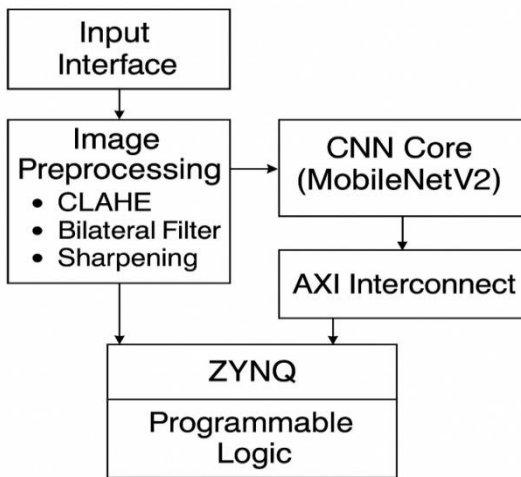 Input
Interface
Image
Preprocessing
• CLAHE
• Bilateral Filter
• Sharpening
CNN Core
(MobileNetV2)
AXI Interconnect
ZYNQ
Programmable
Logic